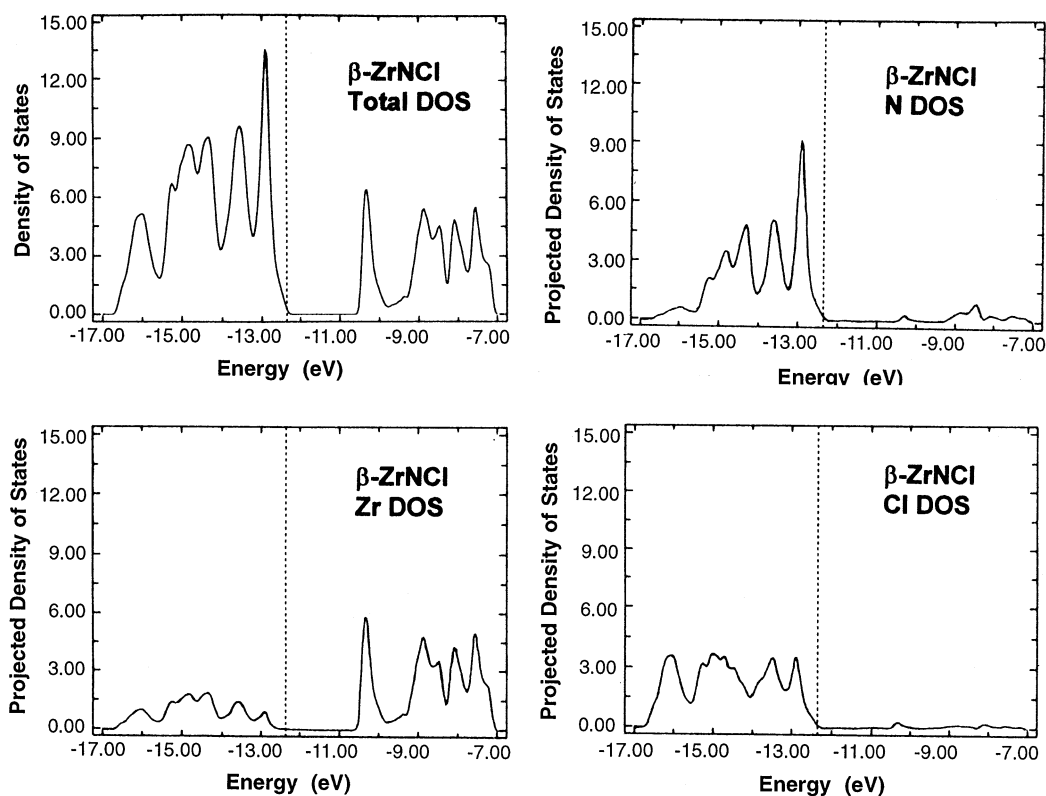 15.00
12.00
9.00
6.00
3.00
0.00
Density of States
β-ZrNCl
Total DOS
-17.00 -15.00 -13.00 -11.00 -9.00 -7.00
Energy (eV)
15.00
12.00
9.00
6.00
3.00
0.00
Projected Density of States
β-ZrNCl
N DOS
-17.00 -15.00 -13.00 -11.00 -9.00 -7.00
Energy (eV)
15.00
12.00
9.00
6.00
3.00
0.00
Projected Density of States
β-ZrNCl
Zr DOS
-17.00 -15.00 -13.00 -11.00 -9.00 -7.00
Energy (eV)
15.00
12.00
9.00
6.00
3.00
0.00
Projected Density of States
β-ZrNCl
Cl DOS
-17.00 -15.00 -13.00 -11.00 -9.00 -7.00
Energy (eV)